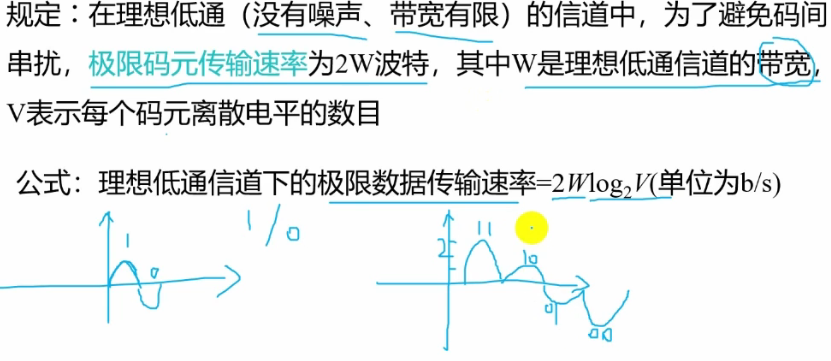 规定：在理想低通（没有噪声、带宽有限）的信道中，为了避免码间
串扰，极限码元传输速率为2W波特，其中W是理想低通信道的带宽，
V表示每个码元离散电平的数目
公式：理想低通信道下的极限数据传输速率=2Wlog₂V(单位为b/s)
1 0
1/0
2
11
10
01
00